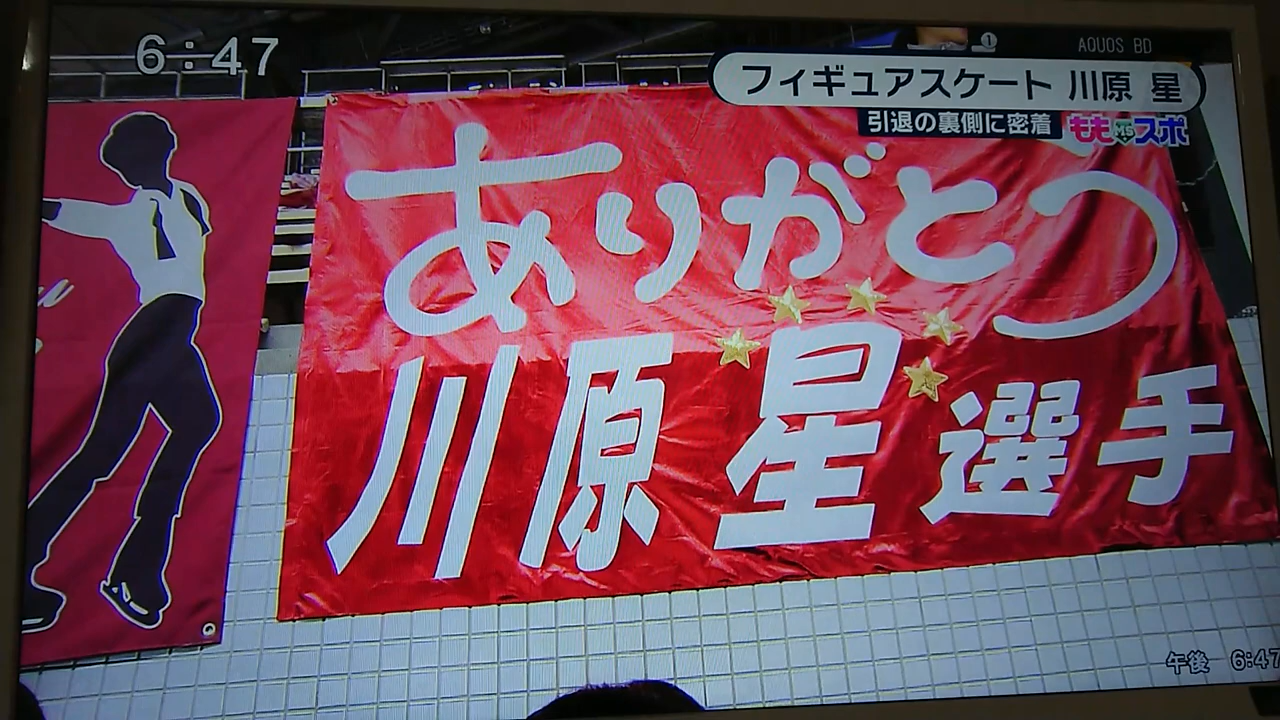 6:47
AQUOS BD
フィギュアスケート 川原 星
引退の裏側に密着 ももスポ
ありがとう
川原 星 選手
午後 6:47